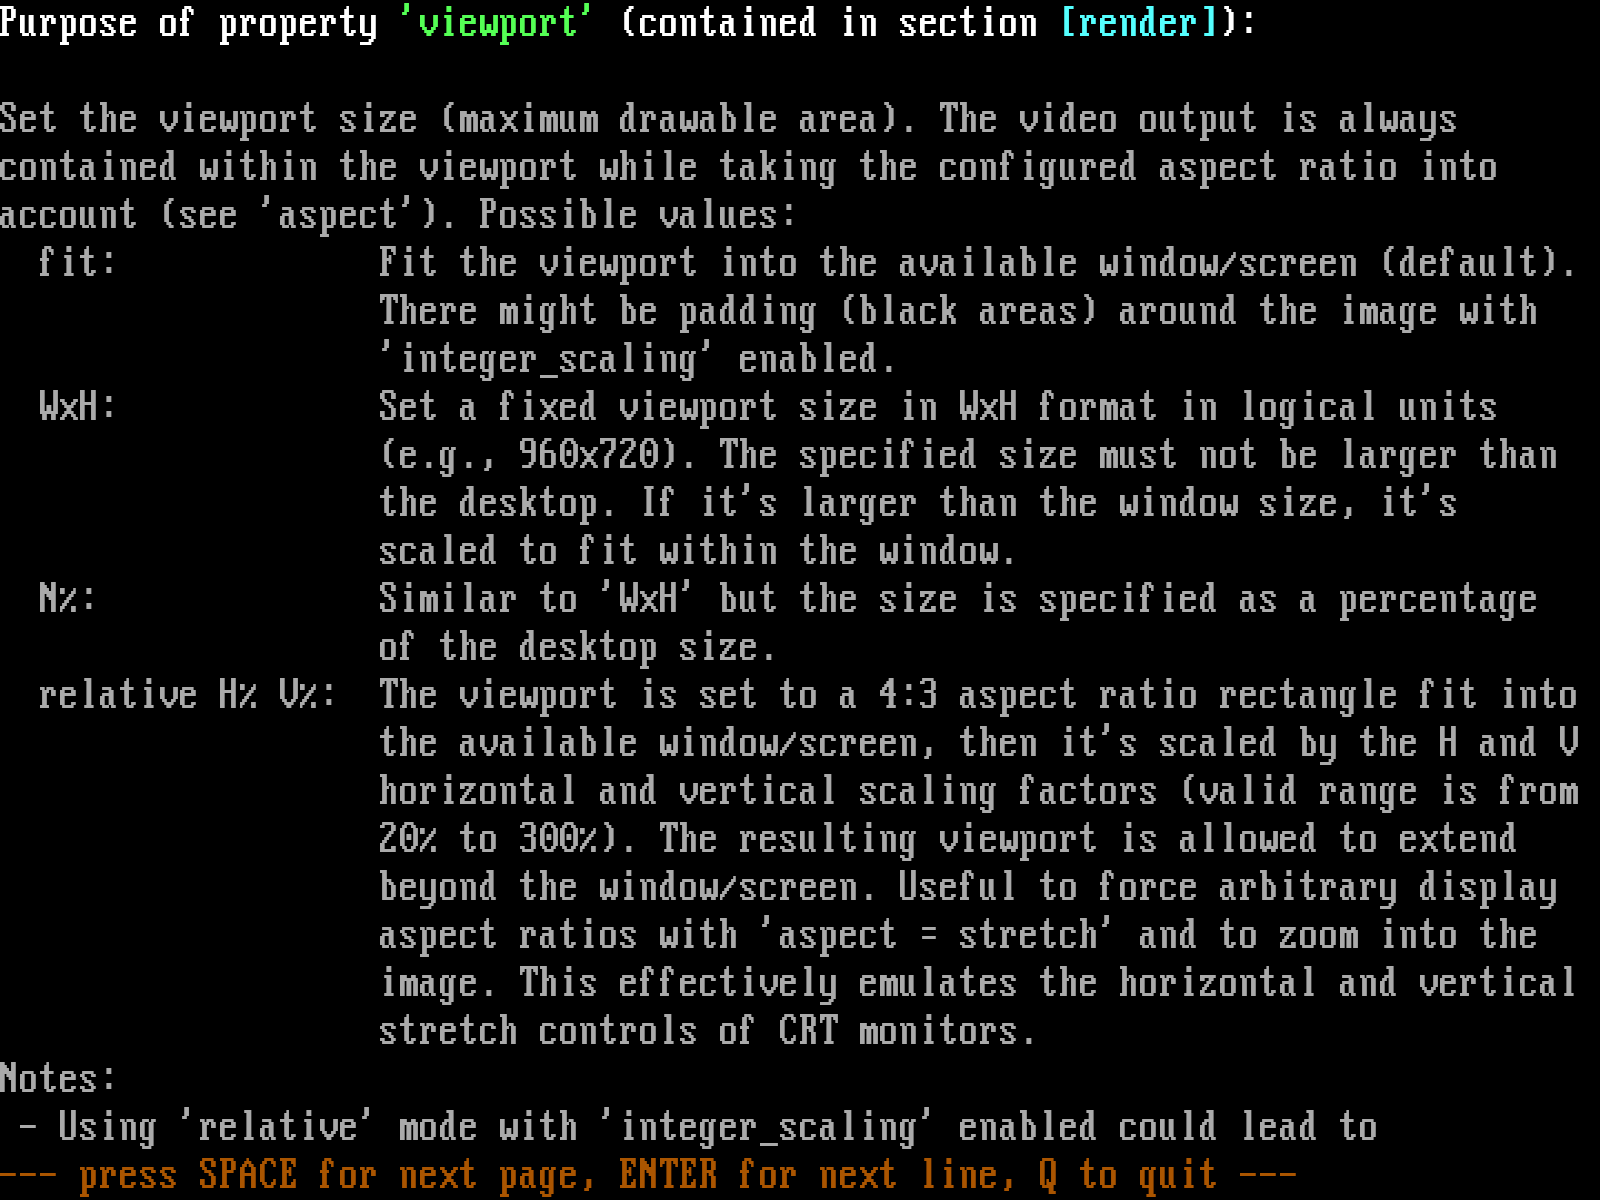 Purpose of property 'viewport' (contained in section [render]):

Set the viewport size (maximum drawable area). The video output is always
contained within the viewport while taking the configured aspect ratio into
account (see 'aspect'). Possible values:
  fit:             Fit the viewport into the available window/screen (default).
                   There might be padding (black areas) around the image with
                   'integer_scaling' enabled.
  WxH:             Set a fixed viewport size in WxH format in logical units
                   (e.g., 960x720). The specified size must not be larger than
                   the desktop. If it's larger than the window size, it's
                   scaled to fit within the window.
  N%:              Similar to 'WxH' but the size is specified as a percentage
                   of the desktop size.
  relative H% V%:  The viewport is set to a 4:3 aspect ratio rectangle fit into
                   the available window/screen, then it's scaled by the H and V
                   horizontal and vertical scaling factors (valid range is from
                   20% to 300%). The resulting viewport is allowed to extend
                   beyond the window/screen. Useful to force arbitrary display
                   aspect ratios with 'aspect = stretch' and to zoom into the
                   image. This effectively emulates the horizontal and vertical
                   stretch controls of CRT monitors.
Notes:
 - Using 'relative' mode with 'integer_scaling' enabled could lead to
--- press SPACE for next page, ENTER for next line, Q to quit ---